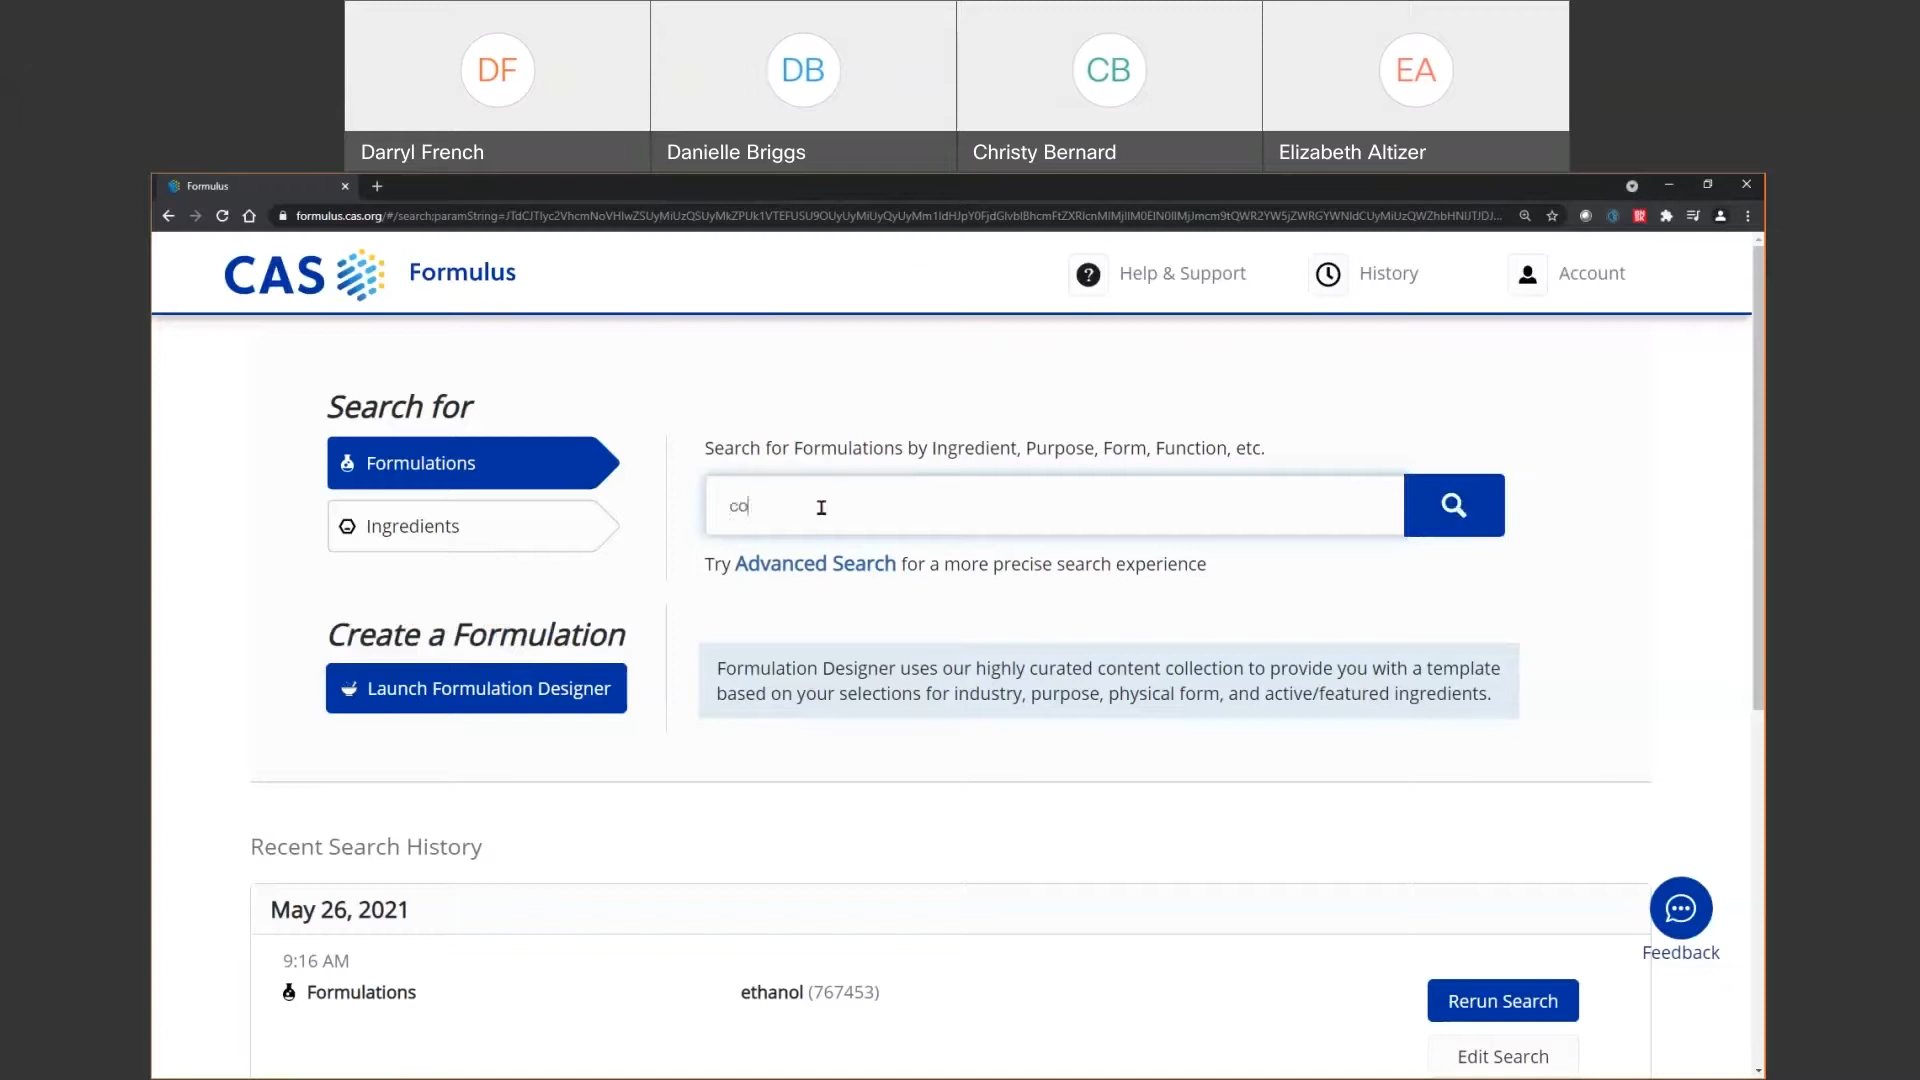 DF
DB
CB
EA
Darryl French
Danielle Briggs
Christy Bernard
Elizabeth Altizer
Formulus
CAS Formulus
Help & Support
History
Account
Search for
Formulations
Ingredients
Search for Formulations by Ingredient, Purpose, Form, Function, etc.
co
Try Advanced Search for a more precise search experience
Create a Formulation
Launch Formulation Designer
Formulation Designer uses our highly curated content collection to provide you with a template
based on your selections for industry, purpose, physical form, and active/featured ingredients.
Recent Search History
May 26, 2021
9:16 AM
Formulations
ethanol (767453)
Rerun Search
Edit Search
Feedback